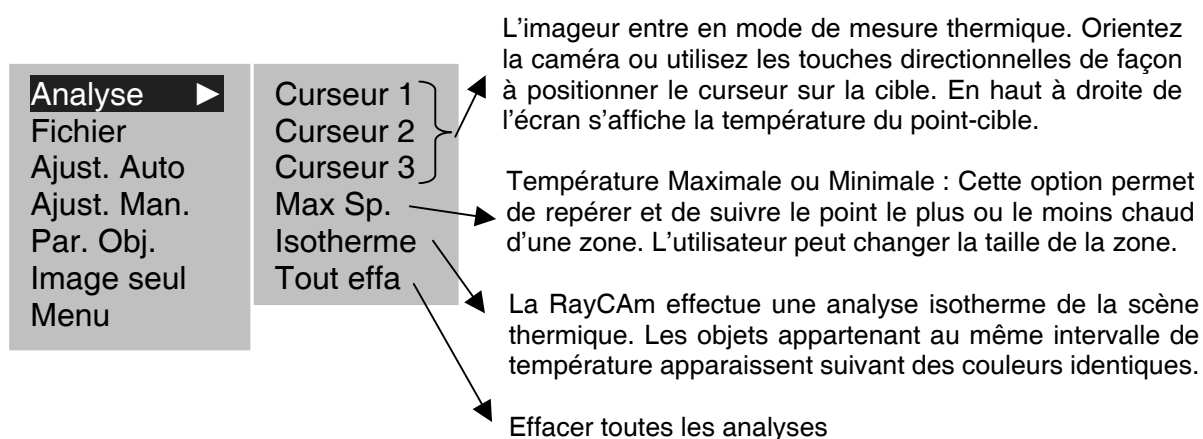 L'imageur entre en mode de mesure thermique. Orientez
la caméra ou utilisez les touches directionnelles de façon
à positionner le curseur sur la cible. En haut à droite de
l'écran s'affiche la température du point-cible.
Analyse
Fichier
Ajust. Auto
Ajust. Man.
Par. Obj.
Image seul
Menu
Curseur 1
Curseur 2
Curseur 3
Max Sp.
Isotherme
Tout effa
Température Maximale ou Minimale : Cette option permet
de repérer et de suivre le point le plus ou le moins chaud
d'une zone. L'utilisateur peut changer la taille de la zone.
La RayCAm effectue une analyse isotherme de la scène
thermique. Les objets appartenant au même intervalle de
température apparaissent suivant des couleurs identiques.
Effacer toutes les analyses